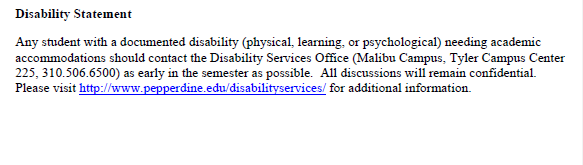 Disability Statement
Any student with a documented disability (physical, learning, or psychological) needing academic
accommodations should contact the Disability Services Office (Malibu Campus, Tyler Campus Center
225, 310.506.6500) as early in the semester as possible.  All discussions will remain confidential.
Please visit http://www.pepperdine.edu/disabilityservices/ for additional information.